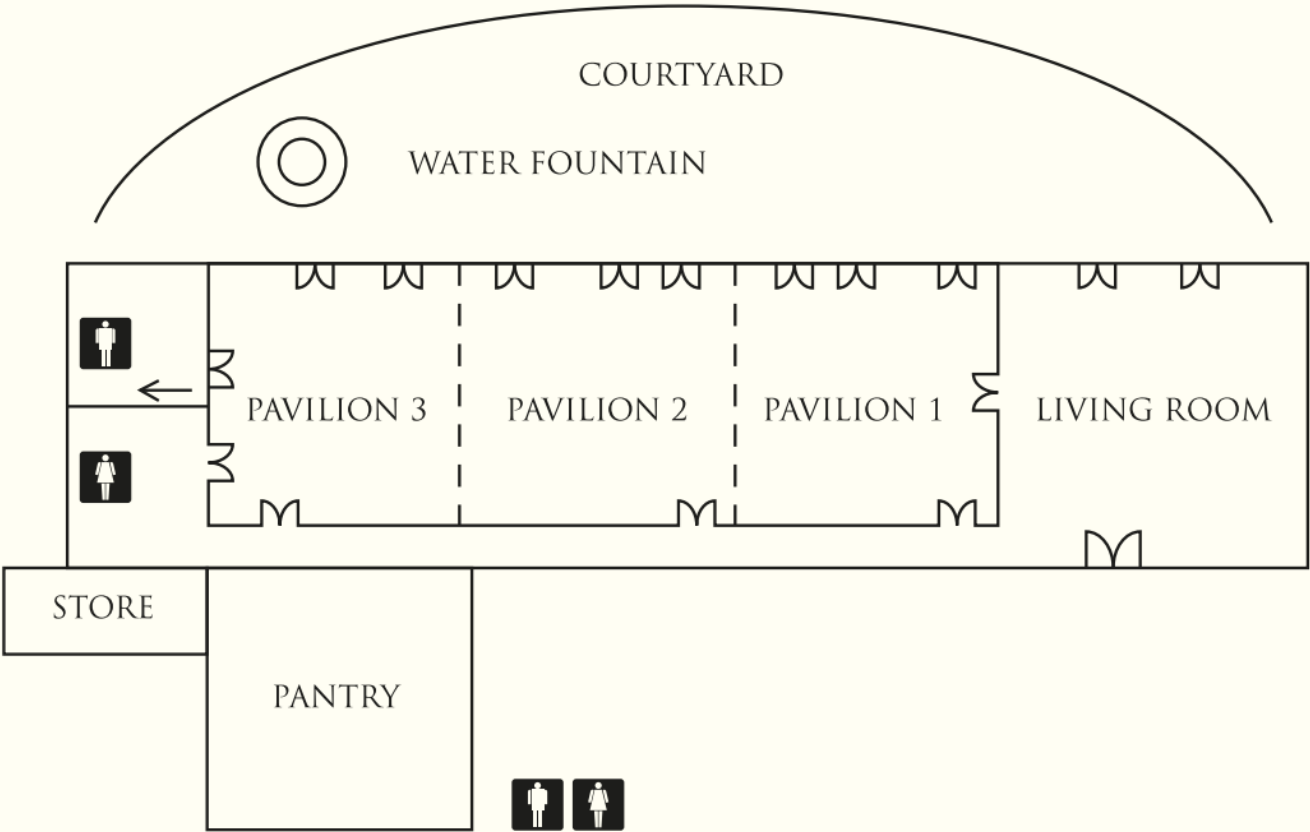 COURTYARD
WATER FOUNTAIN
PAVILION 3
PAVILION 2
PAVILION 1
LIVING ROOM
STORE
PANTRY